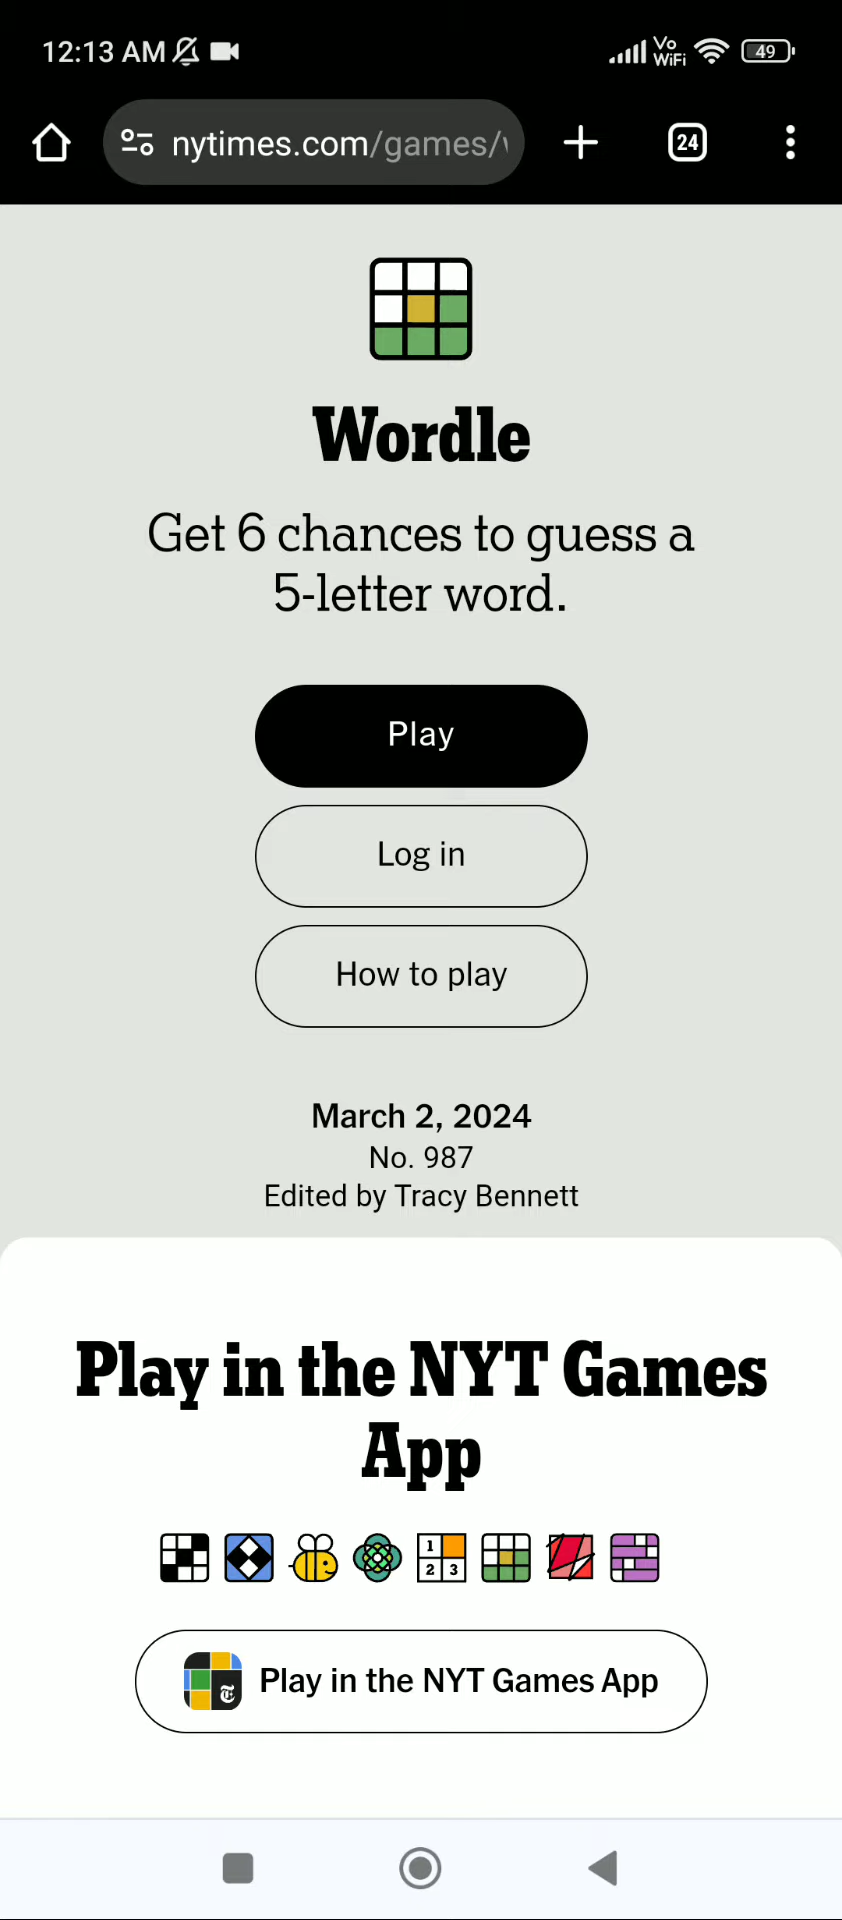 12:13 AM
Vo
WiFi
49
nytimes.com/games/
24
Wordle
Get 6 chances to guess a
5-letter word.
Play
Log in
How to play
March 2, 2024
No. 987
Edited by Tracy Bennett
Play in the NYT Games
App
1
2 3
Play in the NYT Games App